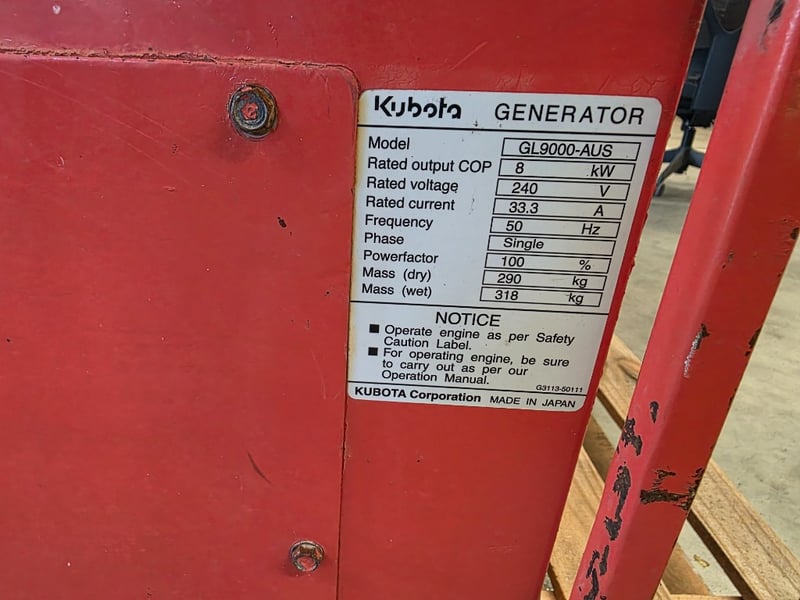 Kubota GENERATOR
Model GL9000-AUS
Rated output COP 8 kW
Rated voltage 240 V
Rated current 33.3 A
Frequency 50 Hz
Phase Single
Powerfactor 100 %
Mass (dry) 290 kg
Mass (wet) 318 kg
NOTICE
■ Operate engine as per Safety
Caution Label.
■ For operating engine, be sure
to carry out as per our
Operation Manual.
G3113-50111
KUBOTA Corporation MADE IN JAPAN